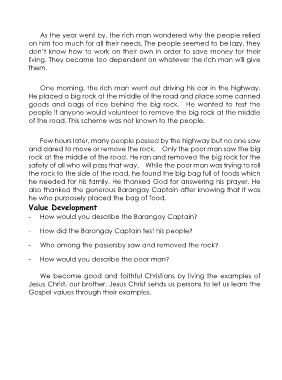 As the year went by, the rich man wondered why the people relied
on him too much for all their needs. The people seemed to be lazy, they
don't know how to work on their own in order to save money for their
living. They became too dependent on whatever the rich man will give
them.
One morning, the rich man went out driving his car in the highway.
He placed a big rock at the middle of the road and place some canned
goods and bags of rice behind the big rock. He wanted to test the
people if anyone would volunteer to remove the big rock at the middle
of the road. This scheme was not known to the people.
Few hours later, many people passed by the highway but no one saw
and dared to move or remove the rock. Only the poor man saw the big
rock at the middle of the road. He ran and removed the big rock for the
safety of all who will pass that way. While the poor man was trying to roll
the rock to the side of the road, he found the big bag full of foods which
he needed for his family. He thanked God for answering his prayer. He
also thanked the generous Barangay Captain after knowing that it was
he who purposely placed the bag of food.
Value Development
- How would you describe the Barangay Captain?
- How did the Barangay Captain test his people?
- Who among the passersby saw and removed the rock?
- How would you describe the poor man?
We become good and faithful Christians by living the examples of
Jesus Christ, our brother. Jesus Christ sends us persons to let us learn the
Gospel values through their examples.